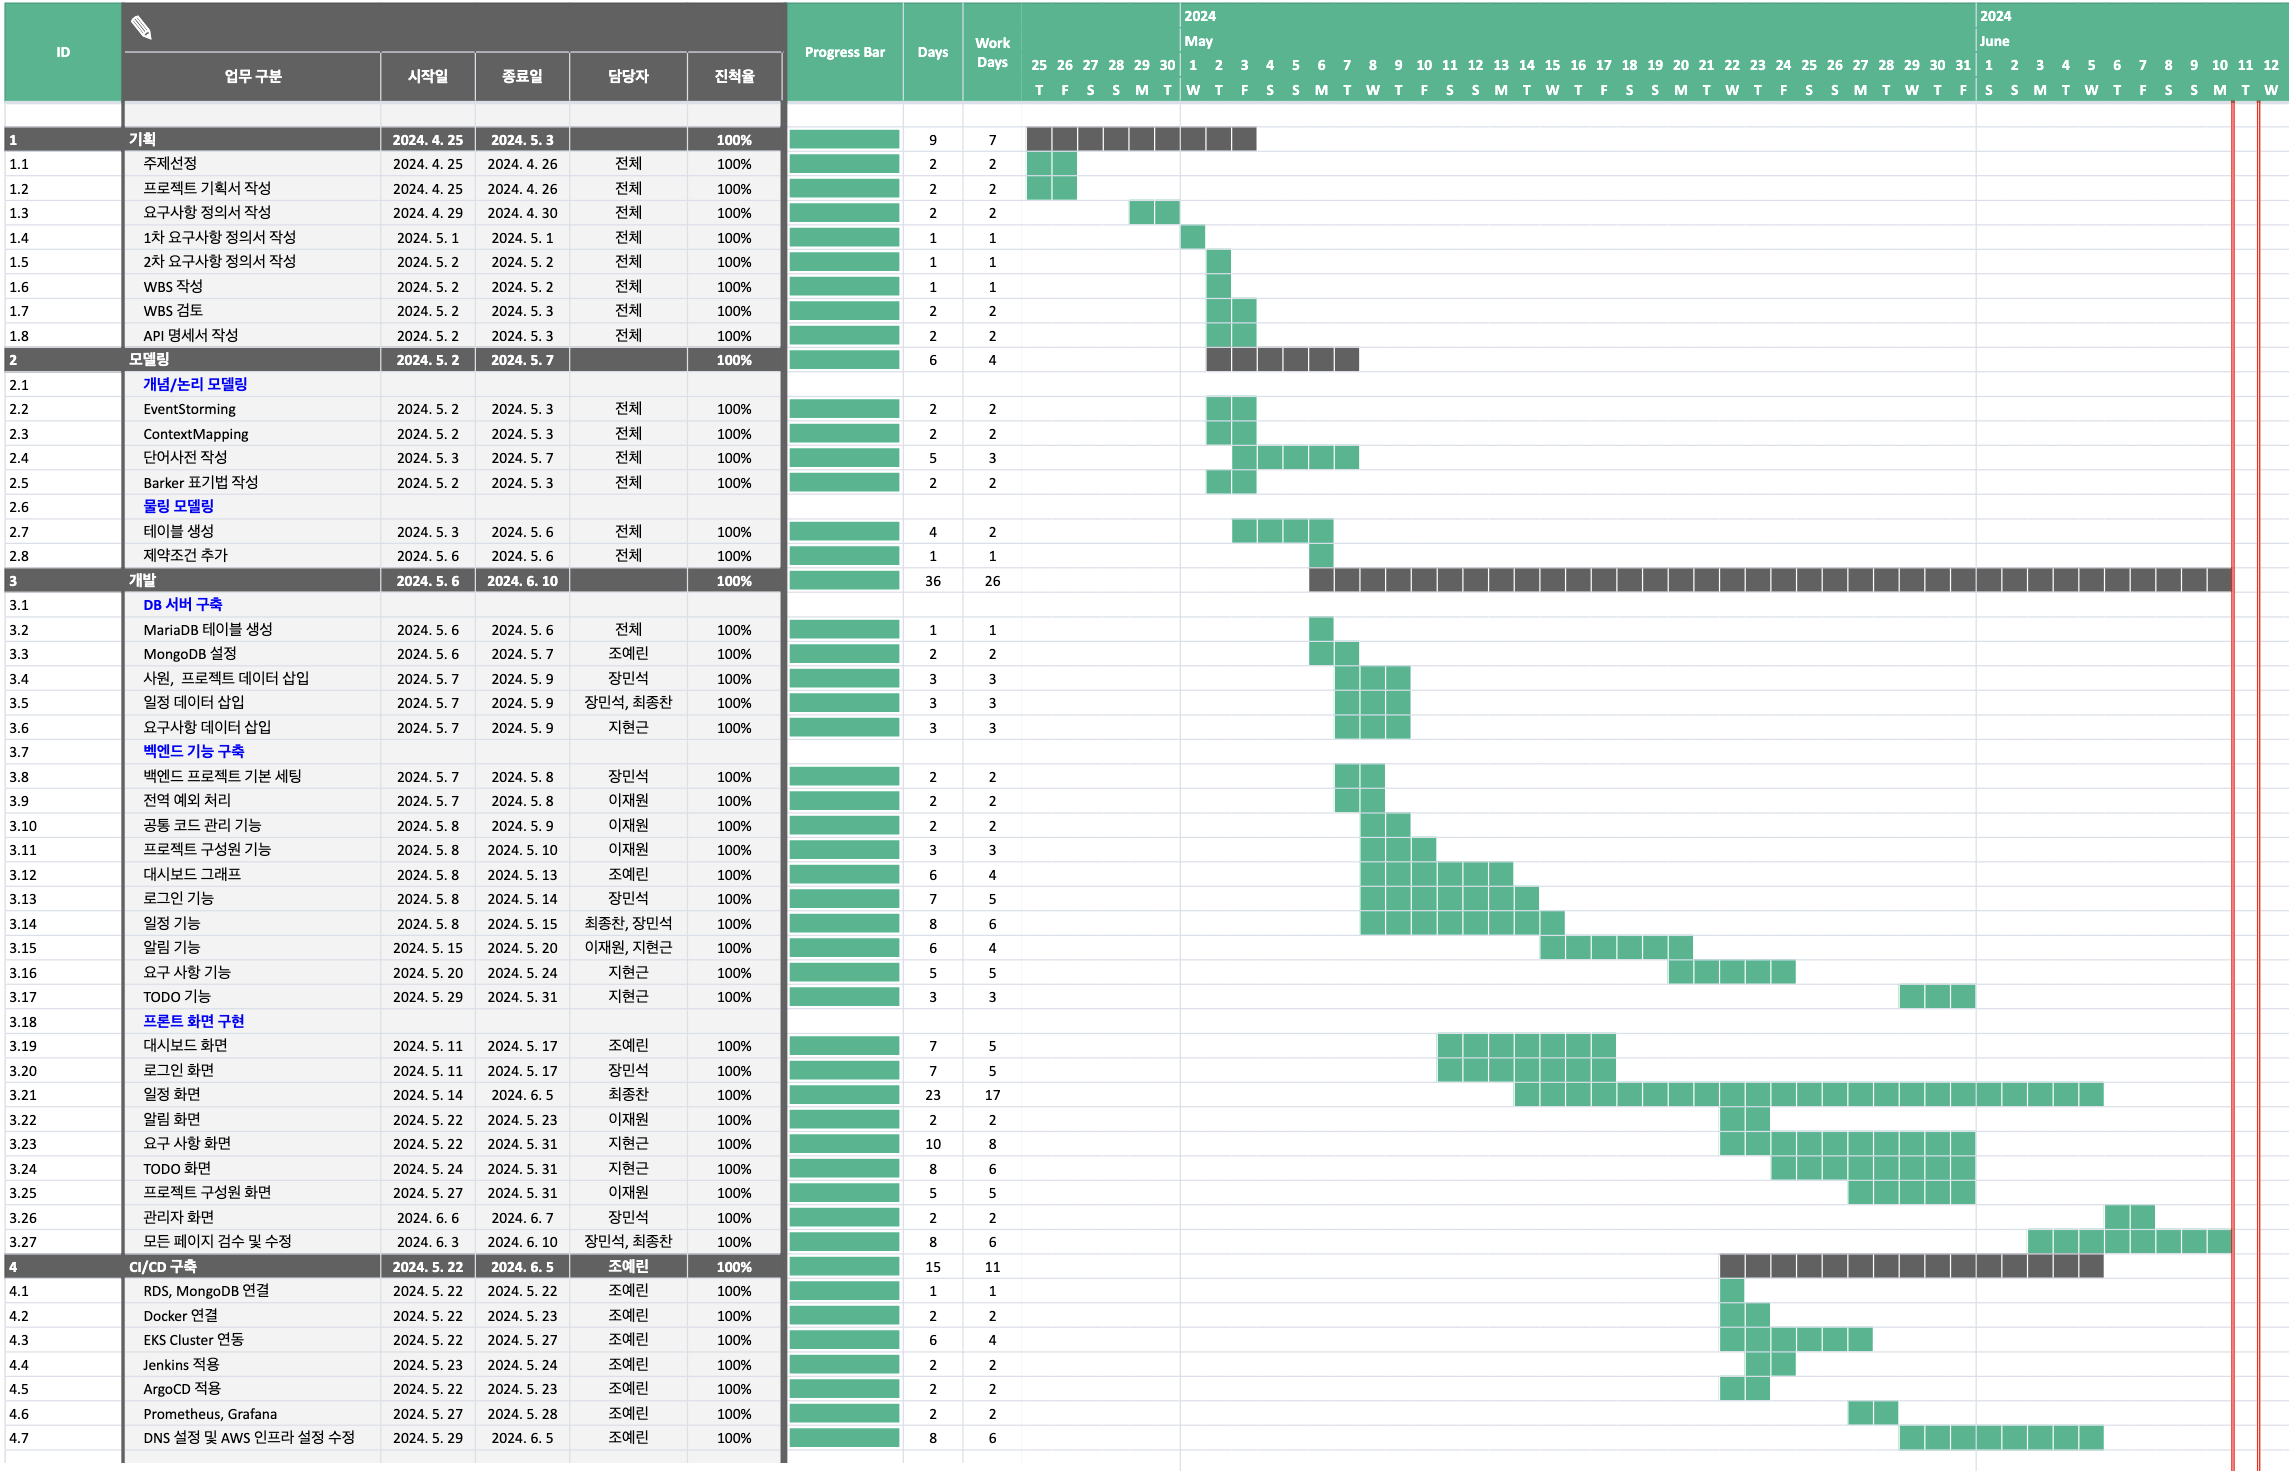 ID
업무 구분 시작일 종료일 담당자 진척율 Progress Bar Days Work Days
2024 2024
May June
25 26 27 28 29 30 1 2 3 4 5 6 7 8 9 10 11 12 13 14 15 16 17 18 19 20 21 22 23 24 25 26 27 28 29 30 31 1 2 3 4 5 6 7 8 9 10 11 12
T F S S M T W T F S S M T W T F S S M T W T F S S M T W T F S S M T W T F S S M T W T F S S M T W
1 기획 2024. 4. 25 2024. 5. 3 100% 9 7
1.1 주제선정 2024. 4. 25 2024. 4. 26 전체 100% 2 2
1.2 프로젝트 기획서 작성 2024. 4. 25 2024. 4. 26 전체 100% 2 2
1.3 요구사항 정의서 작성 2024. 4. 29 2024. 4. 30 전체 100% 2 2
1.4 1차 요구사항 정의서 작성 2024. 5. 1 2024. 5. 1 전체 100% 1 1
1.5 2차 요구사항 정의서 작성 2024. 5. 2 2024. 5. 2 전체 100% 1 1
1.6 WBS 작성 2024. 5. 2 2024. 5. 2 전체 100% 1 1
1.7 WBS 검토 2024. 5. 2 2024. 5. 3 전체 100% 2 2
1.8 API 명세서 작성 2024. 5. 2 2024. 5. 3 전체 100% 2 2
2 모델링 2024. 5. 2 2024. 5. 7 100% 6 4
2.1 개념/논리 모델링
2.2 EventStorming 2024. 5. 2 2024. 5. 3 전체 100% 2 2
2.3 ContextMapping 2024. 5. 2 2024. 5. 3 전체 100% 2 2
2.4 단어사전 작성 2024. 5. 3 2024. 5. 7 전체 100% 5 3
2.5 Barker 표기법 작성 2024. 5. 2 2024. 5. 3 전체 100% 2 2
2.6 물링 모델링
2.7 테이블 생성 2024. 5. 3 2024. 5. 6 전체 100% 4 2
2.8 제약조건 추가 2024. 5. 6 2024. 5. 6 전체 100% 1 1
3 개발 2024. 5. 6 2024. 6. 10 100% 36 26
3.1 DB 서버 구축
3.2 MariaDB 테이블 생성 2024. 5. 6 2024. 5. 6 전체 100% 1 1
3.3 MongoDB 설정 2024. 5. 6 2024. 5. 7 조예린 100% 2 2
3.4 사원, 프로젝트 데이터 삽입 2024. 5. 7 2024. 5. 9 장민석 100% 3 3
3.5 일정 데이터 삽입 2024. 5. 7 2024. 5. 9 장민석, 최종찬 100% 3 3
3.6 요구사항 데이터 삽입 2024. 5. 7 2024. 5. 9 지현근 100% 3 3
3.7 벡엔드 기능 구축
3.8 백엔드 프로젝트 기본 세팅 2024. 5. 7 2024. 5. 8 장민석 100% 2 2
3.9 전역 예외 처리 2024. 5. 7 2024. 5. 8 이재원 100% 2 2
3.10 공통 코드 관리 기능 2024. 5. 8 2024. 5. 9 이재원 100% 2 2
3.11 프로젝트 구성원 기능 2024. 5. 8 2024. 5. 10 이재원 100% 3 3
3.12 대시보드 그래프 2024. 5. 8 2024. 5. 13 조예린 100% 6 4
3.13 로그인 기능 2024. 5. 8 2024. 5. 14 장민석 100% 7 5
3.14 일정 기능 2024. 5. 8 2024. 5. 15 최종찬, 장민석 100% 8 6
3.15 알림 기능 2024. 5. 15 2024. 5. 20 이재원, 지현근 100% 6 4
3.16 요구 사항 기능 2024. 5. 20 2024. 5. 24 지현근 100% 5 5
3.17 TODO 기능 2024. 5. 29 2024. 5. 31 지현근 100% 3 3
3.18 프론트 화면 구현
3.19 대시보드 화면 2024. 5. 11 2024. 5. 17 조예린 100% 7 5
3.20 로그인 화면 2024. 5. 11 2024. 5. 17 장민석 100% 7 5
3.21 일정 화면 2024. 5. 14 2024. 6. 5 최종찬 100% 23 17
3.22 알림 화면 2024. 5. 22 2024. 5. 23 이재원 100% 2 2
3.23 요구 사항 화면 2024. 5. 22 2024. 5. 31 지현근 100% 10 8
3.24 TODO 화면 2024. 5. 24 2024. 5. 31 지현근 100% 8 6
3.25 프로젝트 구성원 화면 2024. 5. 27 2024. 5. 31 이재원 100% 5 5
3.26 관리자 화면 2024. 6. 6 2024. 6. 7 장민석 100% 2 2
3.27 모든 페이지 검수 및 수정 2024. 6. 3 2024. 6. 10 장민석, 최종찬 100% 8 6
4 CI/CD 구축 2024. 5. 22 2024. 6. 5 조예린 100% 15 11
4.1 RDS, MongoDB 연결 2024. 5. 22 2024. 5. 22 조예린 100% 1 1
4.2 Docker 연결 2024. 5. 22 2024. 5. 23 조예린 100% 2 2
4.3 EKS Cluster 연동 2024. 5. 22 2024. 5. 27 조예린 100% 6 4
4.4 Jenkins 적용 2024. 5. 23 2024. 5. 24 조예린 100% 2 2
4.5 ArgoCD 적용 2024. 5. 22 2024. 5. 23 조예린 100% 2 2
4.6 Prometheus, Grafana 2024. 5. 27 2024. 5. 28 조예린 100% 2 2
4.7 DNS 설정 및 AWS 인프라 설정 수정 2024. 5. 29 2024. 6. 5 조예린 100% 8 6